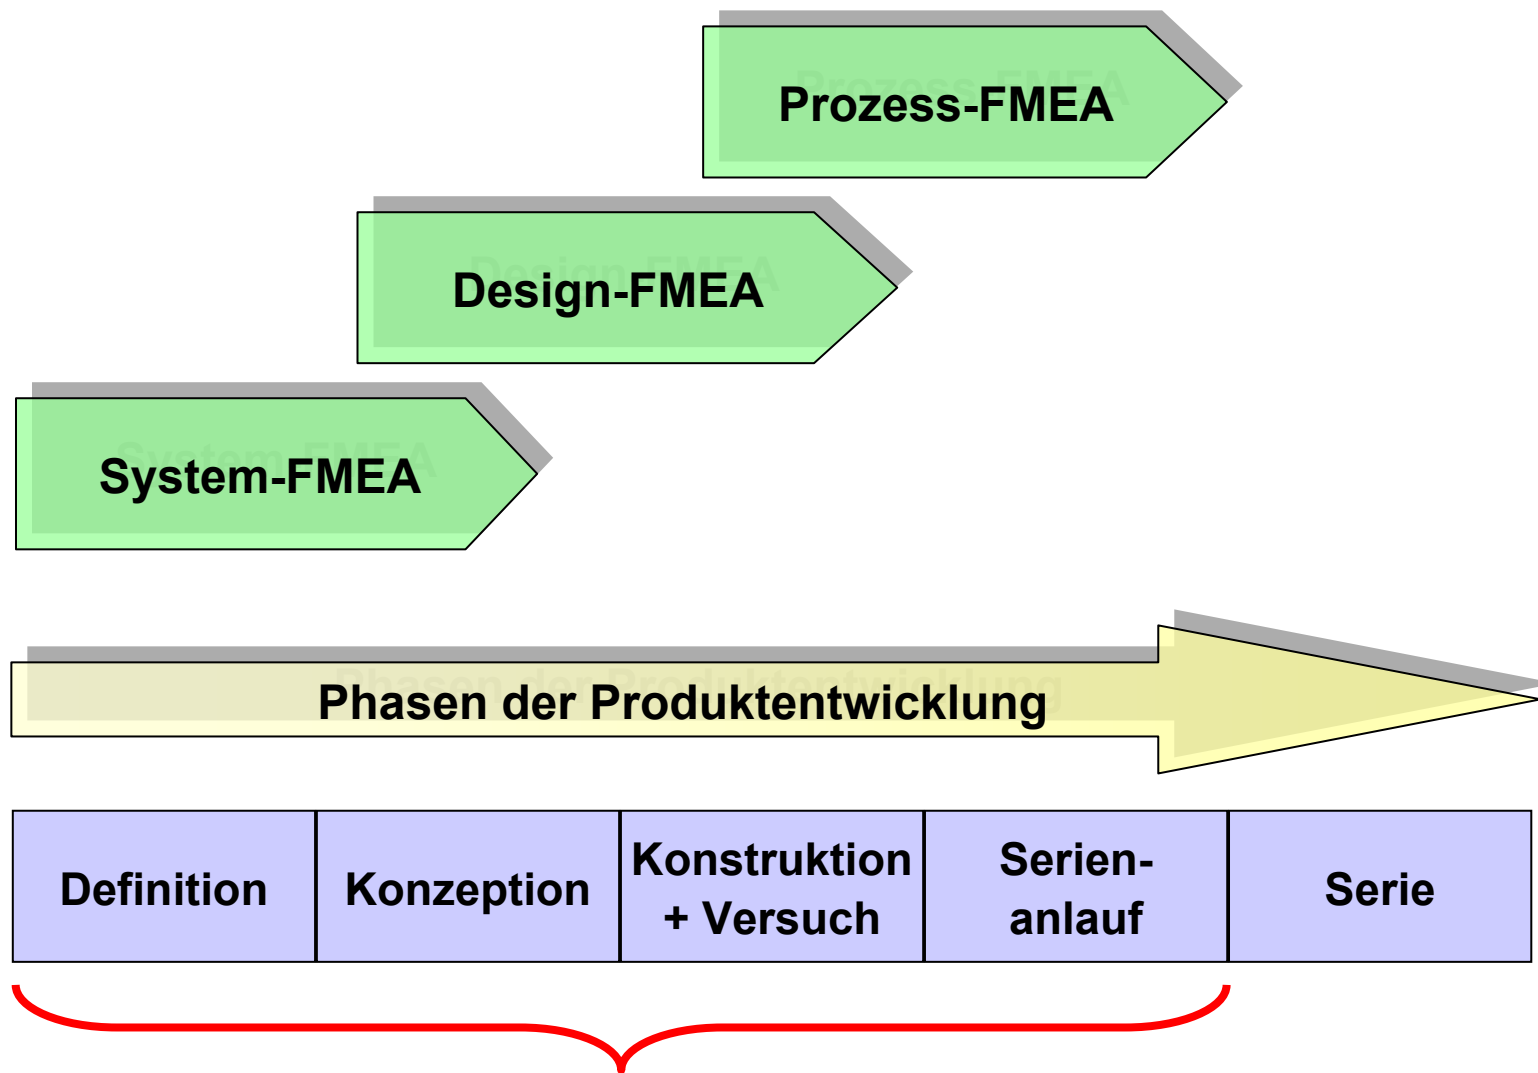 Prozess-FMEA
Design-FMEA
System-FMEA
Phasen der Produktentwicklung
Definition
Konzeption
Konstruktion
+ Versuch
Serien-
anlauf
Serie